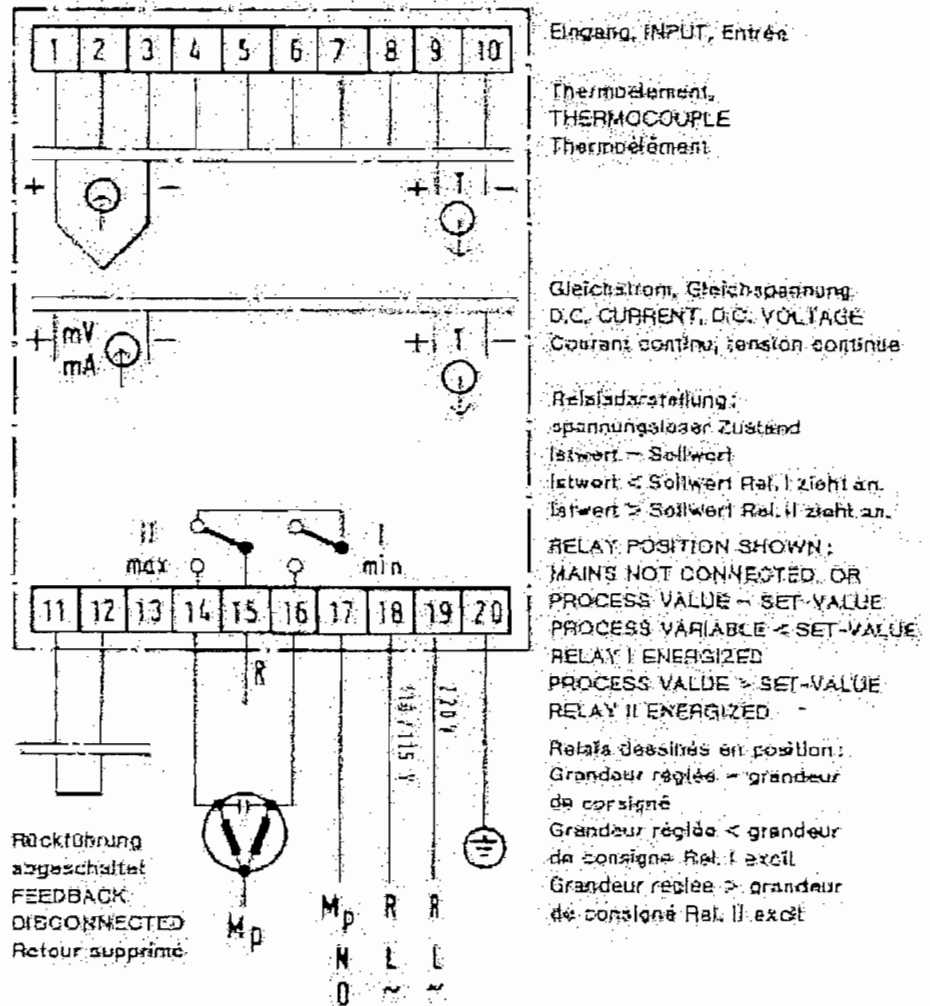 1 2 3 4 5 6 7 8 9 10
Eingang, INPUT, Entrée
Thermoelement,
THERMOCOUPLE
Thermoélément
+ − + T −
Gleichstrom, Gleichspannung
D.C. CURRENT, D.C. VOLTAGE
Courant continu, tension continue
+ mV − + T −
mA
Relaisdarstellung:
spannungsloser Zustand
Istwert = Sollwert
Istwert < Sollwert Rel. I zieht an.
Istwert > Sollwert Rel. II zieht an.
II I
max min
RELAY POSITION SHOWN:
MAINS NOT CONNECTED, OR
PROCESS VALUE = SET-VALUE
PROCESS VARIABLE < SET-VALUE
RELAY I ENERGIZED
PROCESS VALUE > SET-VALUE
RELAY II ENERGIZED
11 12 13 14 15 16 17 18 19 20
R
115 V
220V
Relais dessinés en position:
Grandeur réglée = grandeur
de consigné
Grandeur réglée < grandeur
de consigne Rel. I excit
Grandeur réglée > grandeur
de consigné Rel. II excit
Rückführung
abgeschaltet
FEEDBACK
DISCONNECTED
Retour supprimé
Mp
Mp R R
N L L
0 ~ ~